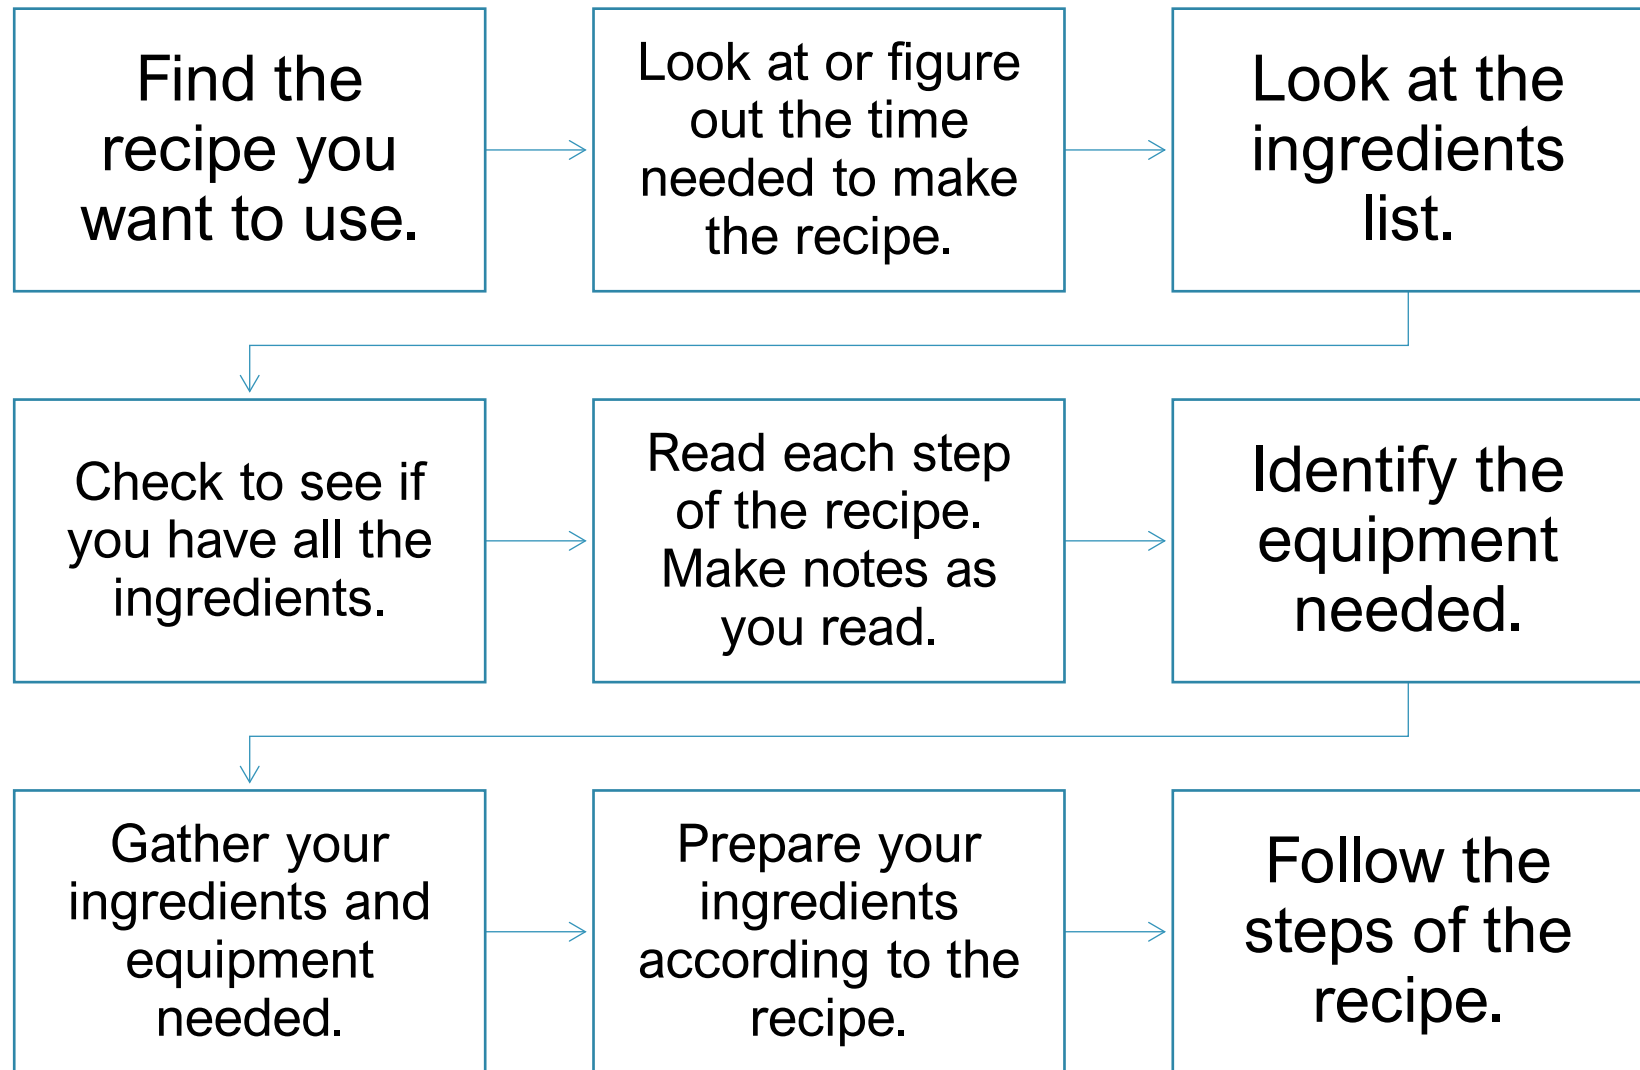 Find the
recipe you
want to use.
Look at or figure
out the time
needed to make
the recipe.
Look at the
ingredients
list.
Check to see if
you have all the
ingredients.
Read each step
of the recipe.
Make notes as
you read.
Identify the
equipment
needed.
Gather your
ingredients and
equipment
needed.
Prepare your
ingredients
according to the
recipe.
Follow the
steps of the
recipe.